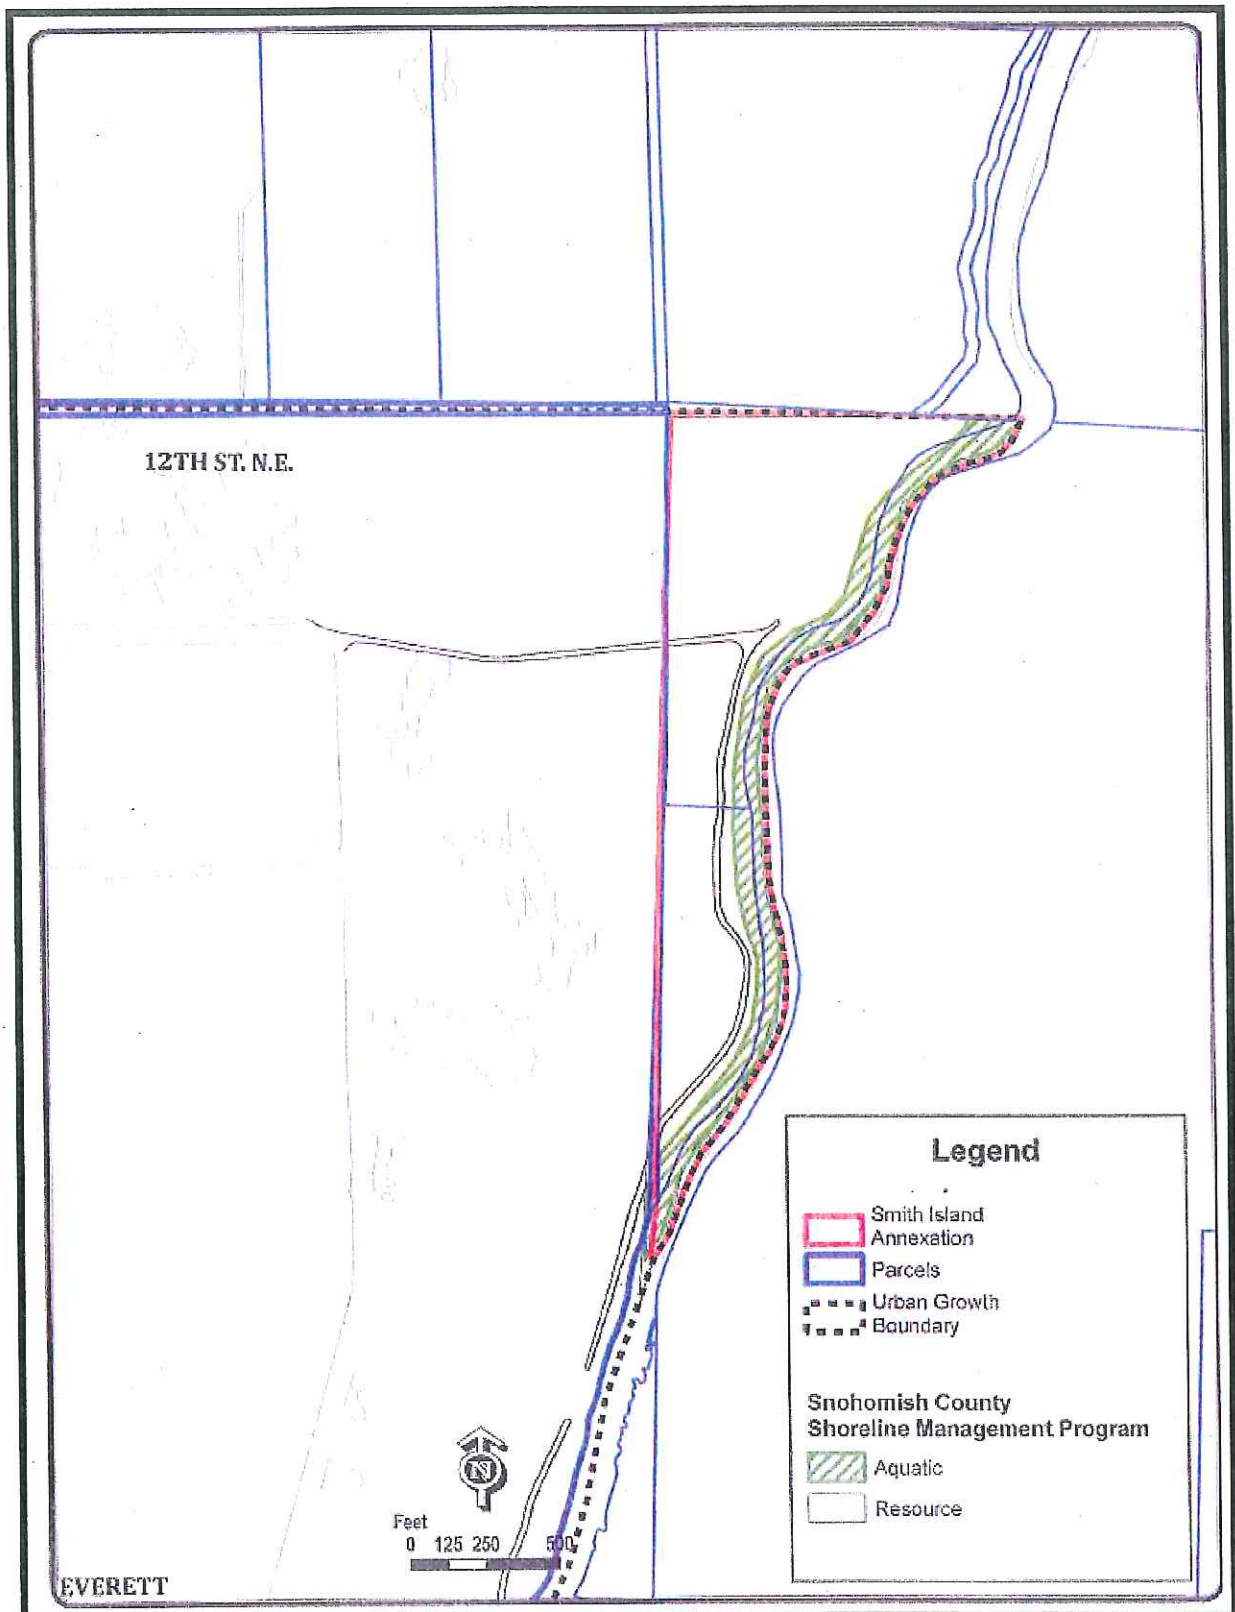 12TH ST. N.E.
Legend
Smith Island
Annexation
Parcels
Urban Growth
Boundary
Snohomish County
Shoreline Management Program
Aquatic
Resource
N
Feet
0 125 250 500
EVERETT